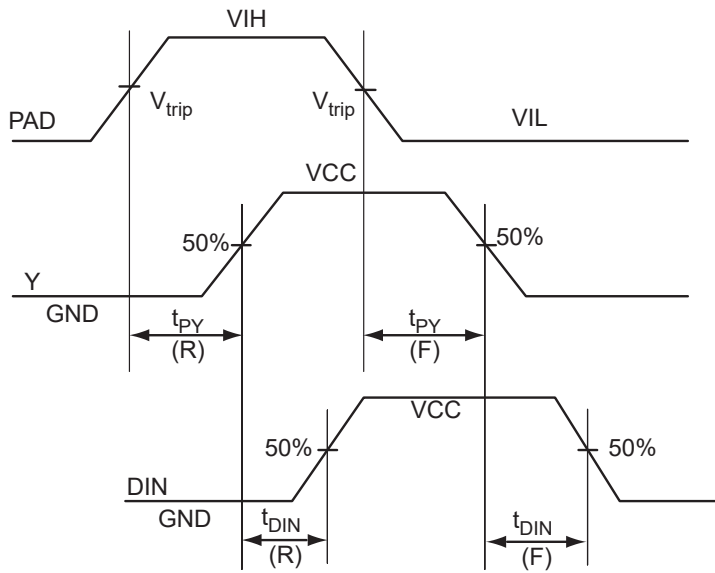 VIH
Vtrip
Vtrip
PAD
VIL
VCC
50%
50%
Y
GND
tPY
(R)
tPY
(F)
VCC
50%
50%
DIN
GND
tDIN
(R)
tDIN
(F)